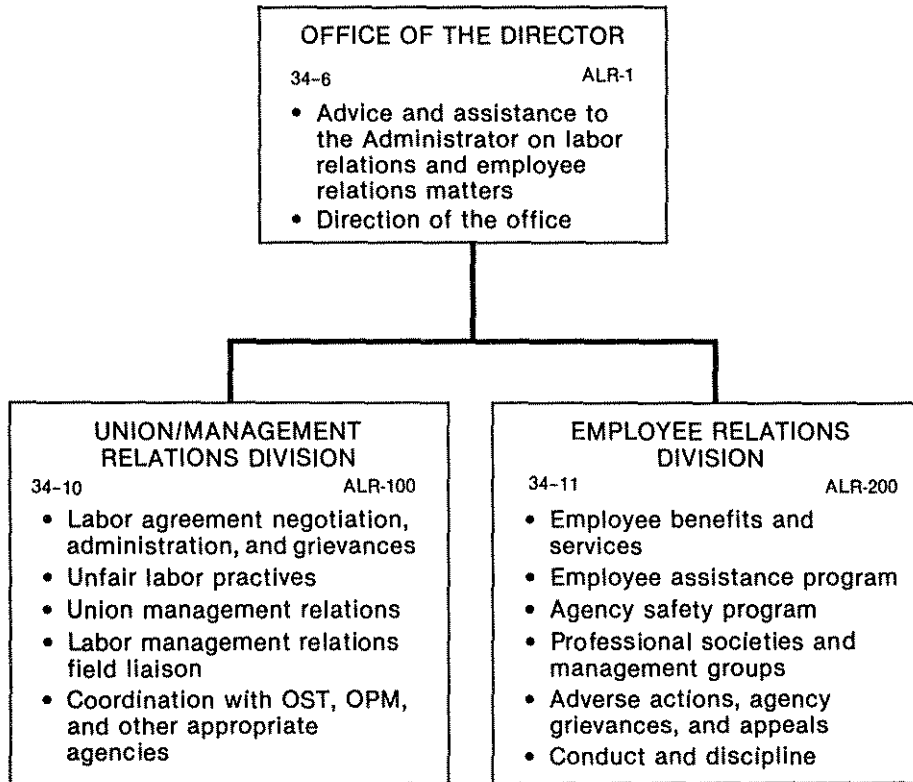 OFFICE OF THE DIRECTOR
34-6 ALR-1
• Advice and assistance to
the Administrator on labor
relations and employee
relations matters
• Direction of the office
UNION/MANAGEMENT
RELATIONS DIVISION
34-10 ALR-100
• Labor agreement negotiation,
administration, and grievances
• Unfair labor practives
• Union management relations
• Labor management relations
field liaison
• Coordination with OST, OPM,
and other appropriate
agencies
EMPLOYEE RELATIONS
DIVISION
34-11 ALR-200
• Employee benefits and
services
• Employee assistance program
• Agency safety program
• Professional societies and
management groups
• Adverse actions, agency
grievances, and appeals
• Conduct and discipline